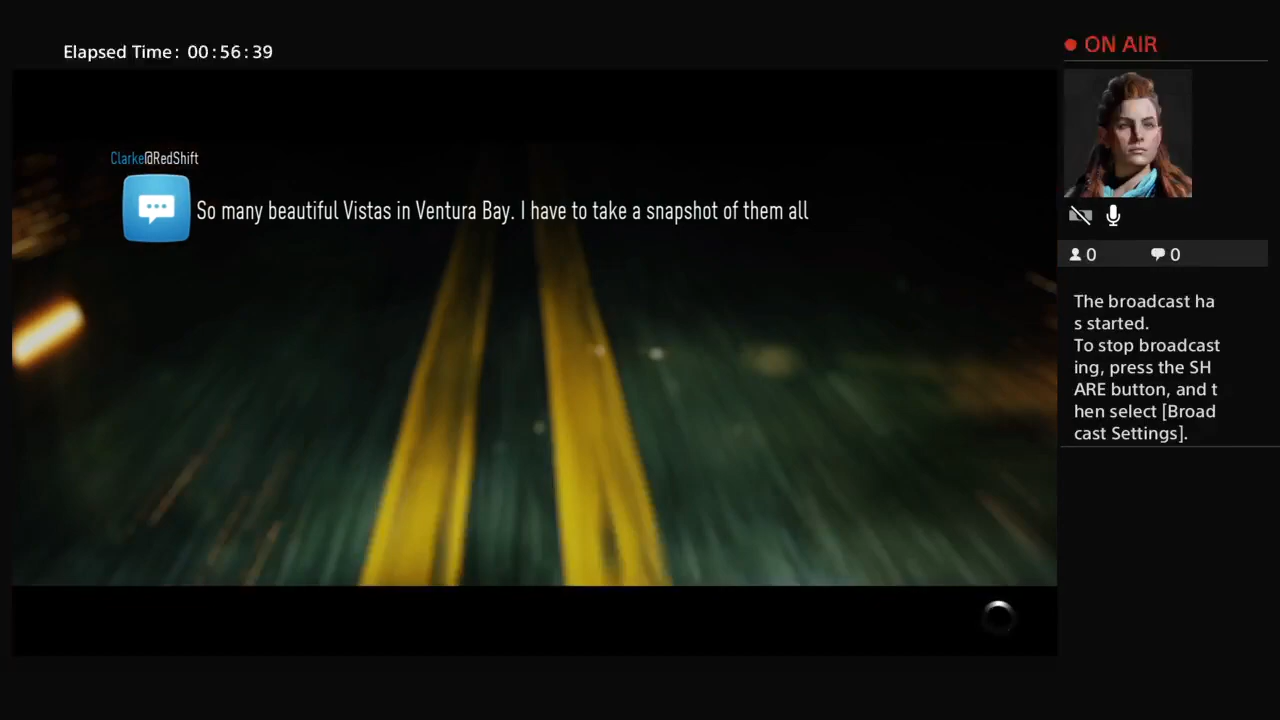 Elapsed Time: 00:56:39
ON AIR
Clarke@RedShift
So many beautiful Vistas in Ventura Bay. I have to take a snapshot of them all
0 0
The broadcast ha
s started.
To stop broadcast
ing, press the SH
ARE button, and t
hen select [Broad
cast Settings].